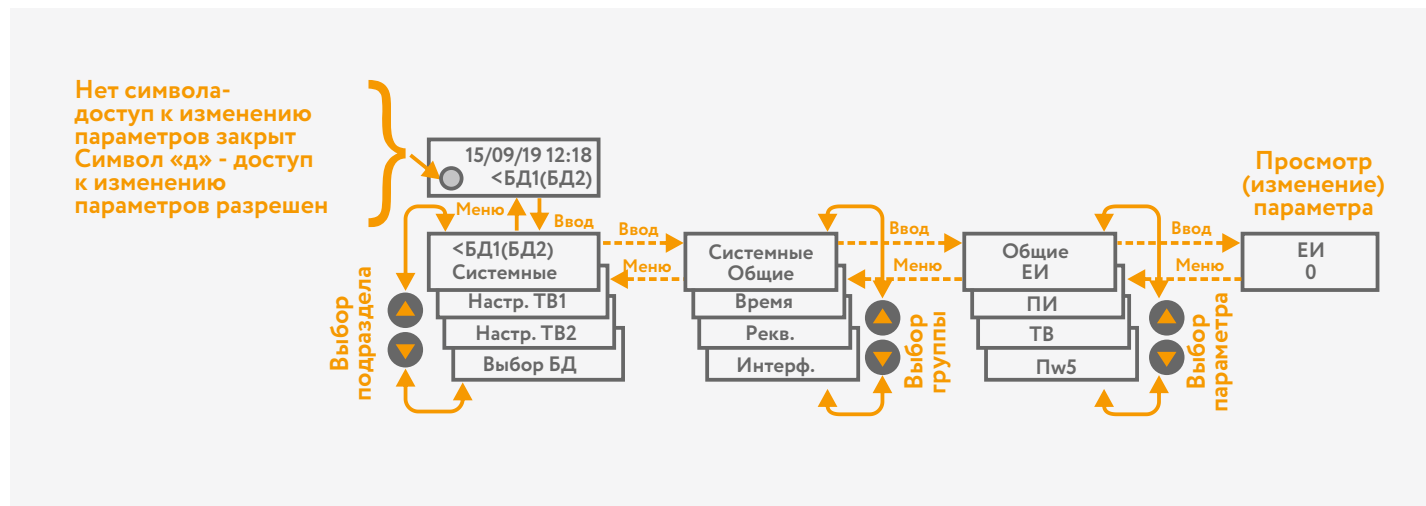 Нет символа-
доступ к изменению
параметров закрыт
Символ «д» - доступ
к изменению
параметров разрешен
15/09/19 12:18
<БД1(БД2)
Меню
Ввод
<БД1(БД2)
Системные
Настр. ТВ1
Настр. ТВ2
Выбор БД
Выбор
подраздела
Ввод
Меню
Системные
Общие
Время
Рекв.
Интерф.
Выбор
группы
Ввод
Меню
Общие
ЕИ
ПИ
ТВ
Пw5
Выбор
параметра
Ввод
Меню
Просмотр
(изменение)
параметра
ЕИ
0